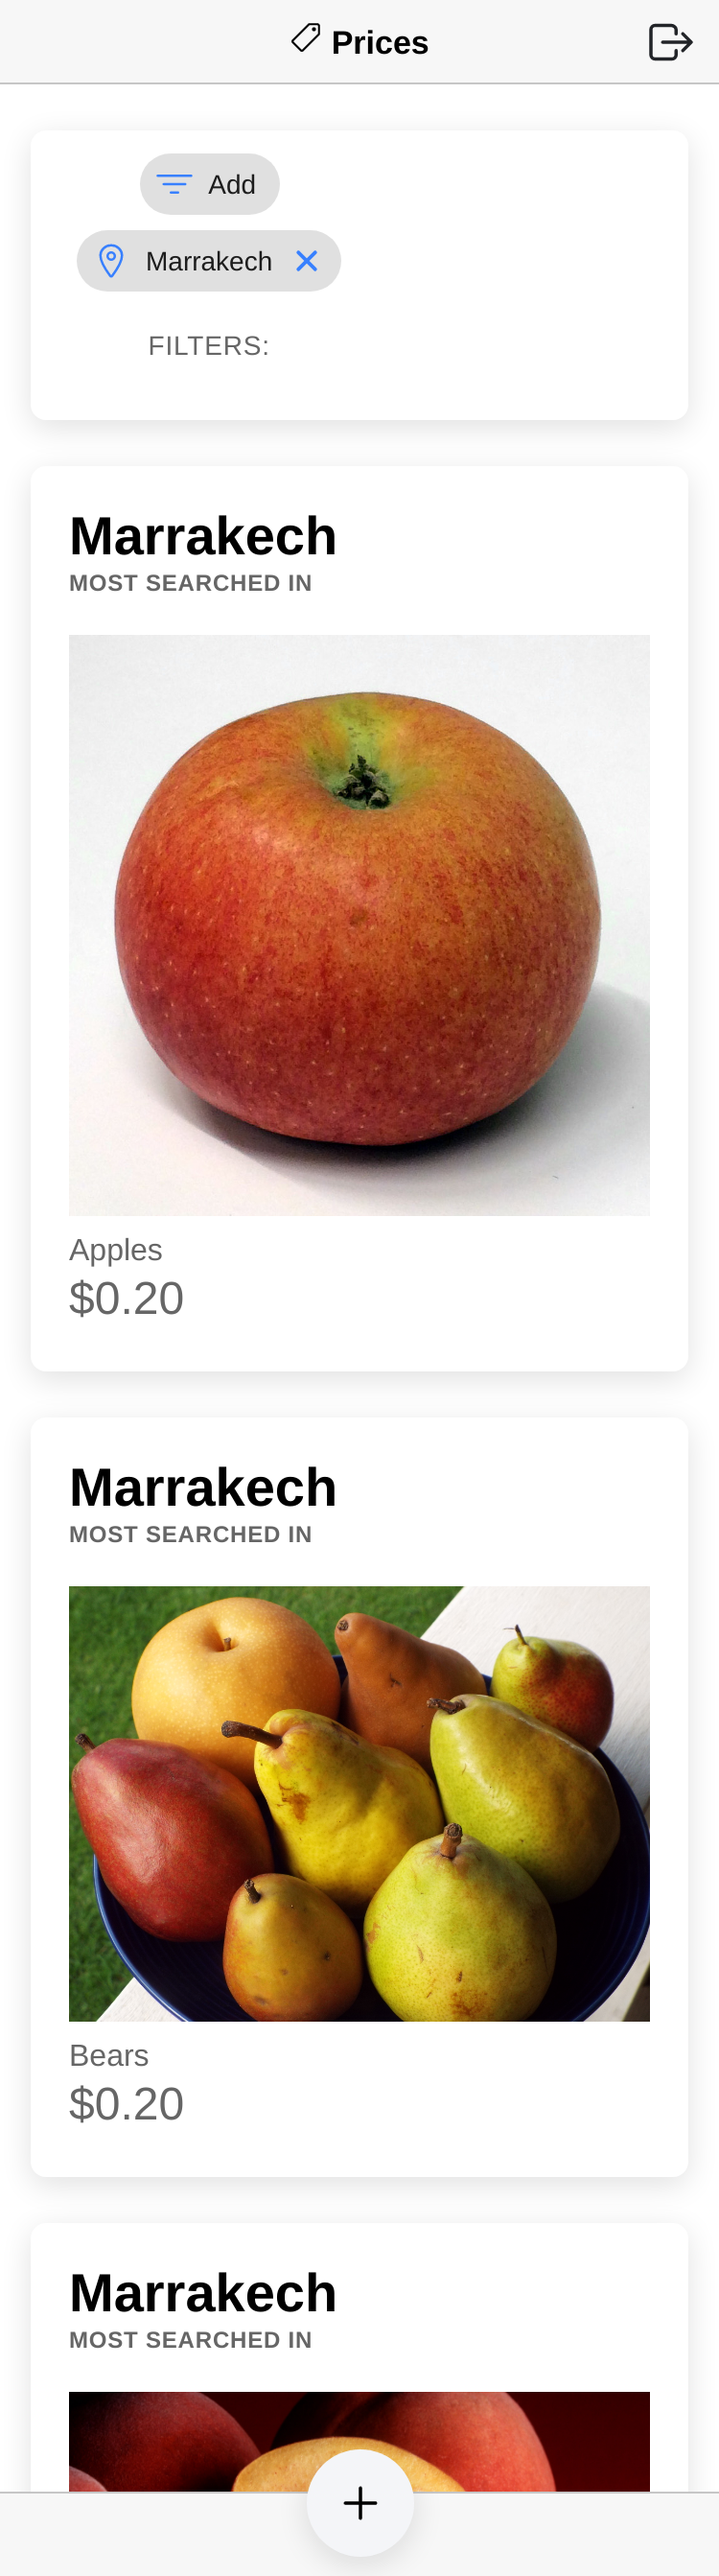 Prices
Add
Marrakech
FILTERS:
Marrakech
MOST SEARCHED IN
Apples
$0.20
Marrakech
MOST SEARCHED IN
Bears
$0.20
Marrakech
MOST SEARCHED IN